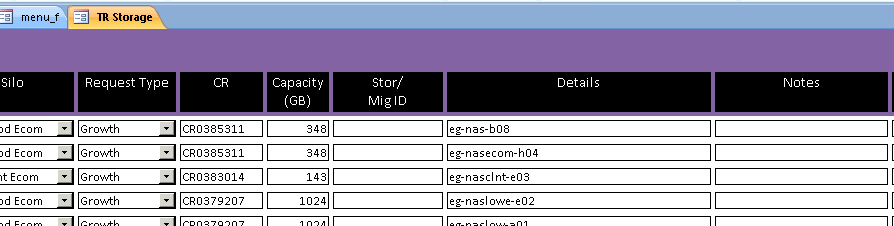 menu_f TR Storage
Silo Request Type CR Capacity (GB) Stor/ Mig ID Details Notes
od Ecom Growth CR0385311 348 eg-nas-b08
od Ecom Growth CR0385311 348 eg-nasecom-h04
nt Ecom Growth CR0383014 143 eg-nasclnt-e03
od Ecom Growth CR0379207 1024 eg-naslowe-e02
od Ecom Growth CR0379207 1024 eg-naslow-a01